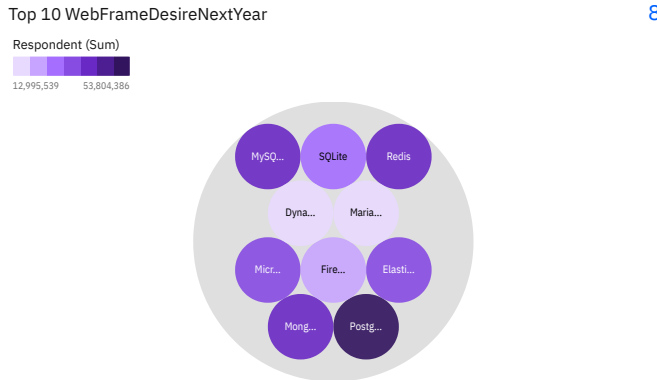 Top 10 WebFrameDesireNextYear
8
Respondent (Sum)
12,995,539 53,804,386
MySQ... SQLite Redis
Dyna... Maria...
Micr... Fire... Elasti...
Mong... Postg...